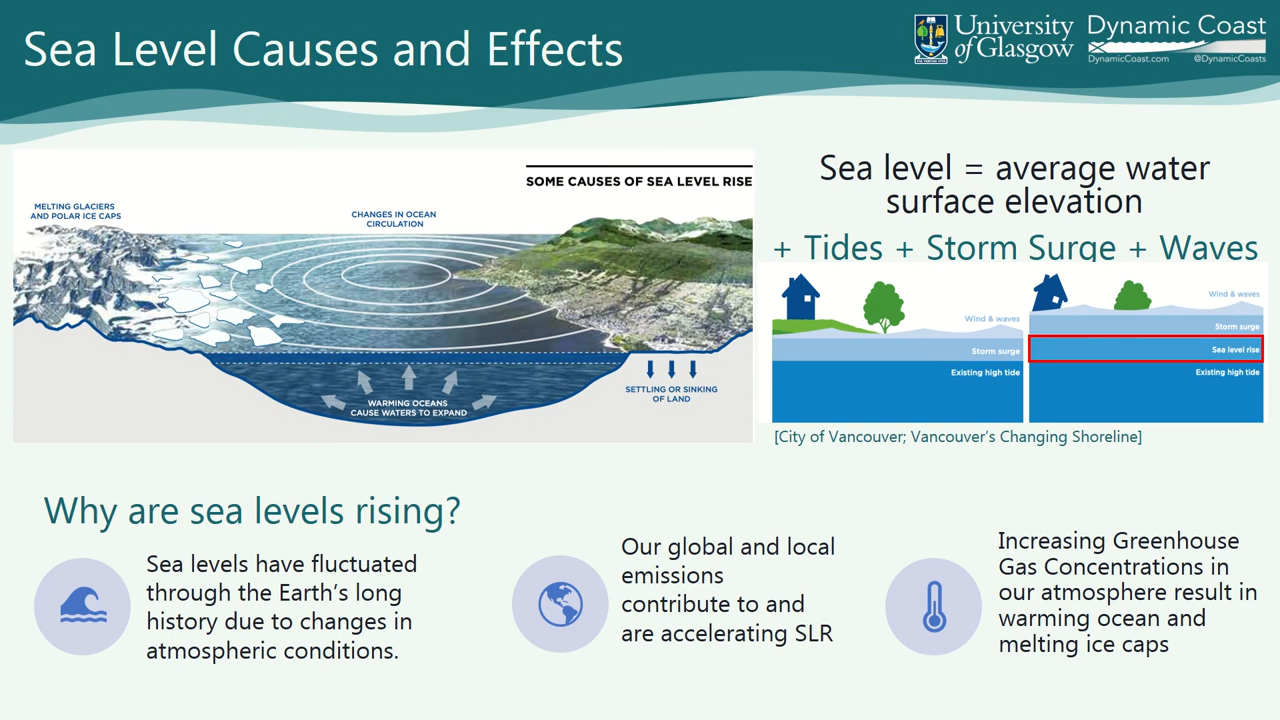 Sea Level Causes and Effects
University
of Glasgow
Dynamic Coast
DynamicCoast.com
@DynamicCoasts
SOME CAUSES OF SEA LEVEL RISE
MELTING GLACIERS
AND POLAR ICE CAPS
CHANGES IN OCEAN
CIRCULATION
WARMING OCEANS
CAUSE WATERS TO EXPAND
SETTLING OR SINKING
OF LAND
Sea level = average water
surface elevation
+ Tides + Storm Surge + Waves
Wind & waves
Storm surge
Existing high tide
Wind & waves
Storm surge
Sea level rise
Existing high tide
[City of Vancouver; Vancouver's Changing Shoreline]
Why are sea levels rising?
Sea levels have fluctuated
through the Earth's long
history due to changes in
atmospheric conditions.
Our global and local
emissions
contribute to and
are accelerating SLR
Increasing Greenhouse
Gas Concentrations in
our atmosphere result in
warming ocean and
melting ice caps